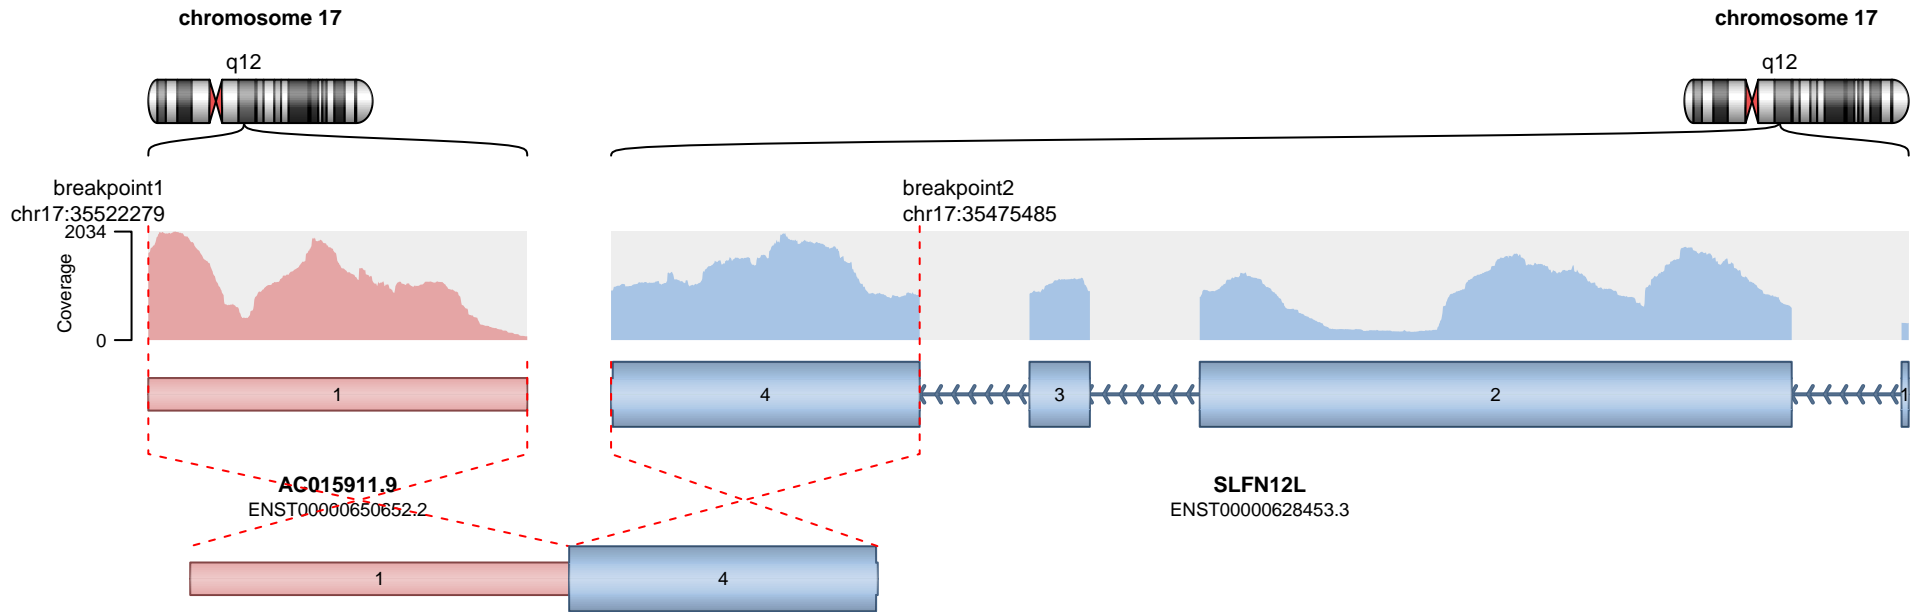 chromosome 17
chromosome 17
q12
q12
breakpoint1
chr17:35522279
breakpoint2
chr17:35475485
2034
Coverage
0
1
4
3
2
1
AC015911.9
ENST00000650652.2
SLFN12L
ENST00000628453.3
1
4